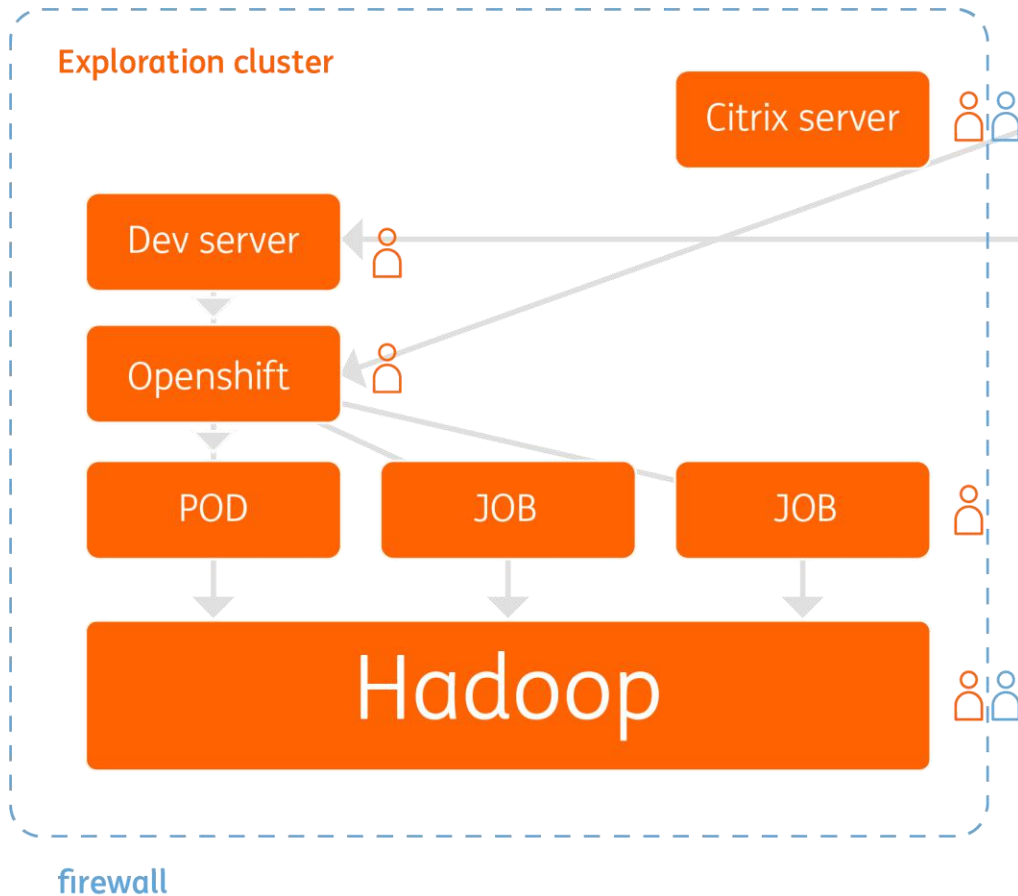 Exploration cluster
Citrix server
Dev server
Openshift
POD
JOB
JOB
Hadoop
firewall